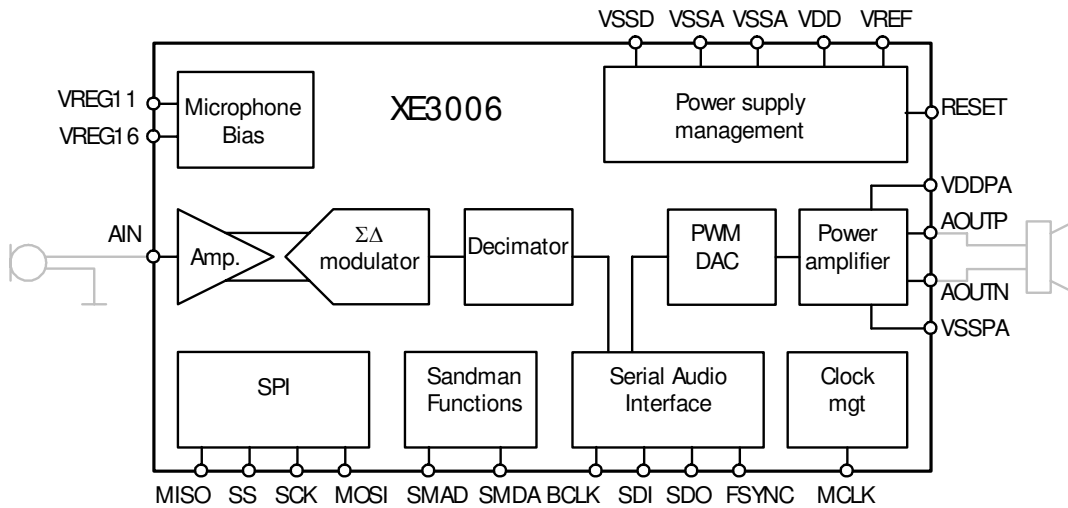 VSSD VSSA VSSA VDD VREF
VREG11
VREG16
Microphone
Bias
XE3006
Power supply
management
RESET
VDDPA
AIN
Amp.
ΣΔ
modulator
Decimator
PWM
DAC
Power
amplifier
AOUTP
AOUTN
VSSPA
SPI
Sandman
Functions
Serial Audio
Interface
Clock
mgt
MISO SS SCK MOSI SMAD SMDA BCLK SDI SDO FSYNC MCLK